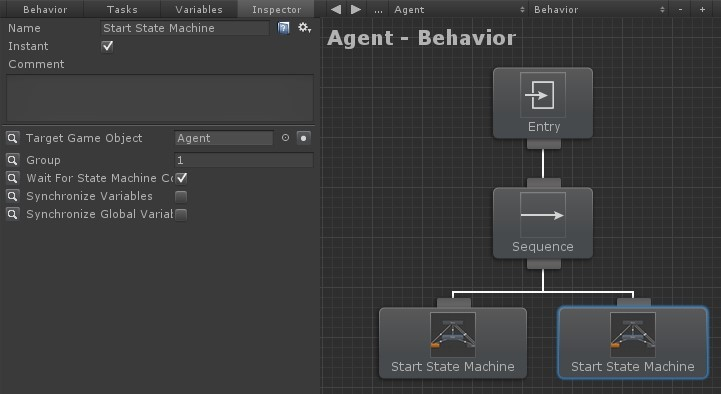 Behavior Tasks Variables Inspector
Name Start State Machine
Instant
Comment
Target Game Object Agent
Group 1
Wait For State Machine Co
Synchronize Variables
Synchronize Global Varial
... Agent Behavior - +
Agent - Behavior
Entry
Sequence
Start State Machine Start State Machine